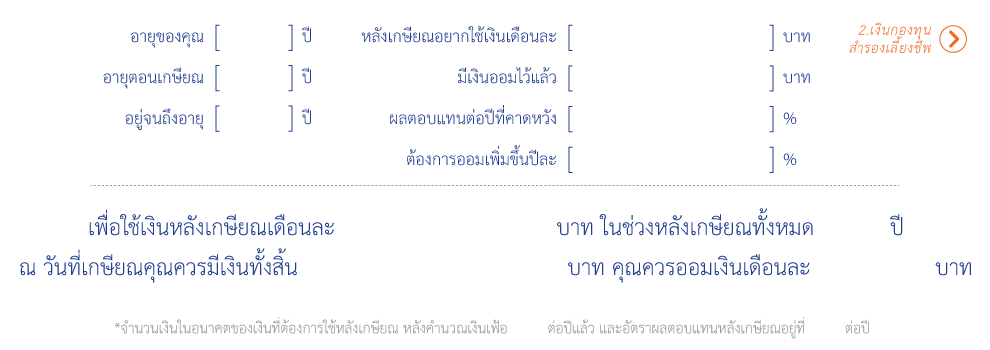 อายุของคุณ [ ] ปี หลังเกษียณอยากใช้เงินเดือนละ [ ] บาท 2.เงินกองทุน
สำรองเลี้ยงชีพ
อายุตอนเกษียณ [ ] ปี มีเงินออมไว้แล้ว [ ] บาท
อยู่จนถึงอายุ [ ] ปี ผลตอบแทนต่อปีที่คาดหวัง [ ] %
ต้องการออมเพิ่มขึ้นปีละ [ ] %
เพื่อใช้เงินหลังเกษียณเดือนละ บาท ในช่วงหลังเกษียณทั้งหมด ปี
ณ วันที่เกษียณคุณควรมีเงินทั้งสิ้น บาท คุณควรออมเงินเดือนละ บาท
*จำนวนเงินในอนาคตของเงินที่ต้องการใช้หลังเกษียณ หลังคำนวณเงินเฟ้อ ต่อปีแล้ว และอัตราผลตอบแทนหลังเกษียณอยู่ที่ ต่อปี